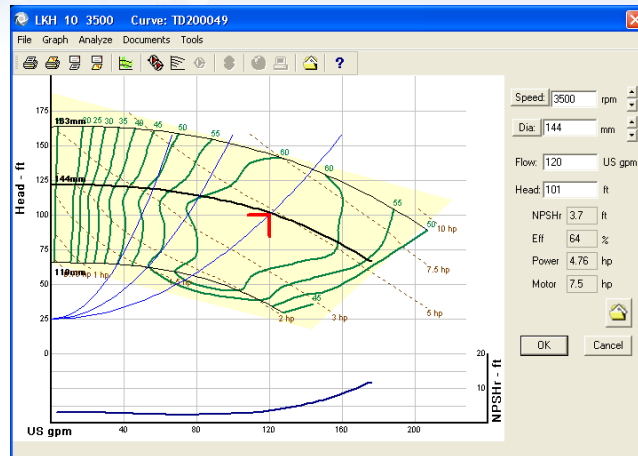 LKH 10 3500 Curve: TD200049
File Graph Analyze Documents Tools
?
Head - ft
175
150
125
100
75
50
25
0
163mm
20 25 30 35 40 45 50 55
60
60
55
50
144mm
110mm
1 hp
2 hp
3 hp
5 hp
7.5 hp
10 hp
45
20
10
NPSHr - ft
US gpm
40 80 120 160 200
Speed: 3500 rpm
Dia: 144 mm
Flow: 120 US gpm
Head: 101 ft
NPSHr 3.7 ft
Eff 64 %
Power 4.76 hp
Motor 7.5 hp
OK Cancel